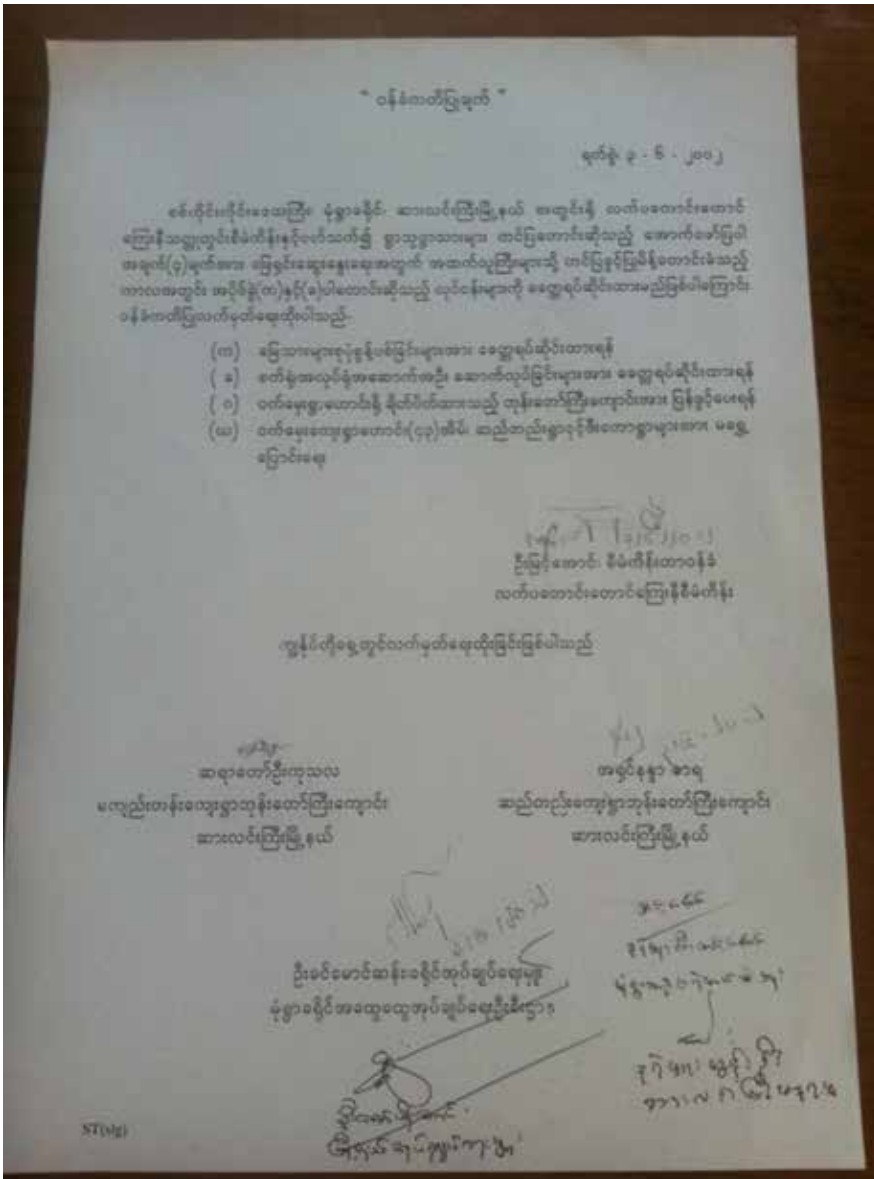 " ဝန်ခံကတိပြုချက် "
ရက်စွဲ၊ ၃ - ၆ - ၂၀၁၂
စစ်ကိုင်းတိုင်းဒေသကြီး၊ မုံရွာခရိုင်၊ ဆားလင်းကြီးမြို့နယ် အတွင်းရှိ လက်ပတောင်းတောင်
ကြေးနီသတ္တုတွင်းစီမံကိန်းနှင့်ပတ်သက်၍ ရွာသူရွာသားများ တင်ပြတောင်းဆိုသည့် အောက်ဖော်ပြပါ
အချက်(၄)ချက်အား ဖြေရှင်းဆွေးနွေးရေးအတွက် အထက်လူကြီးများသို့ တင်ပြခွင့်ပြုမိန့်တောင်းခံသည့်
ကာလအတွင်း အပိုဒ်ခွဲ(က)နှင့်(ခ)ပါတောင်းဆိုသည့် လုပ်ငန်းများကို ခေတ္တရပ်ဆိုင်းထားမည်ဖြစ်ပါကြောင်း
ဝန်ခံကတိပြုလက်မှတ်ရေးထိုးပါသည်-
(က) မြေသားများစုပုံစွန့်ပစ်ခြင်းများအား ခေတ္တရပ်ဆိုင်းထားရန်
(ခ) စက်ရုံအလုပ်ရုံအဆောက်အဦး ဆောက်လုပ်ခြင်းများအား ခေတ္တရပ်ဆိုင်းထားရန်
(ဂ) ဝက်မှေးရွာဟောင်းရှိ ချိတ်ပိတ်ထားသည့် ဘုန်းတော်ကြီးကျောင်းအား ပြန်ဖွင့်ပေးရန်
(ဃ) ဝက်မှေးကျေးရွာဟောင်း(၄၃)အိမ်၊ ဆည်တည်းရွာနှင့်ဇီးတောရွာများအား မရွှေ့
ပြောင်းရေး
ဦးမြင့်အောင်၊ စီမံကိန်းတာဝန်ခံ
လက်ပတောင်းတောင်ကြေးနီစီမံကိန်း
ကျွန်ုပ်တို့ရှေ့တွင်လက်မှတ်ရေးထိုးခြင်းဖြစ်ပါသည်
ဆရာတော်ဦးကုသလ
မကျည်းတန်းကျေးရွာဘုန်းတော်ကြီးကျောင်း
ဆားလင်းကြီးမြို့နယ်
အရှင်နန္ဒာ
ဆည်တည်းကျေးရွာဘုန်းတော်ကြီးကျောင်း
ဆားလင်းကြီးမြို့နယ်
ဦးခင်မောင်ဆန်း၊ခရိုင်အုပ်ချုပ်ရေးမှူး
မုံရွာခရိုင်အထွေထွေအုပ်ချုပ်ရေးဦးစီးဌာန